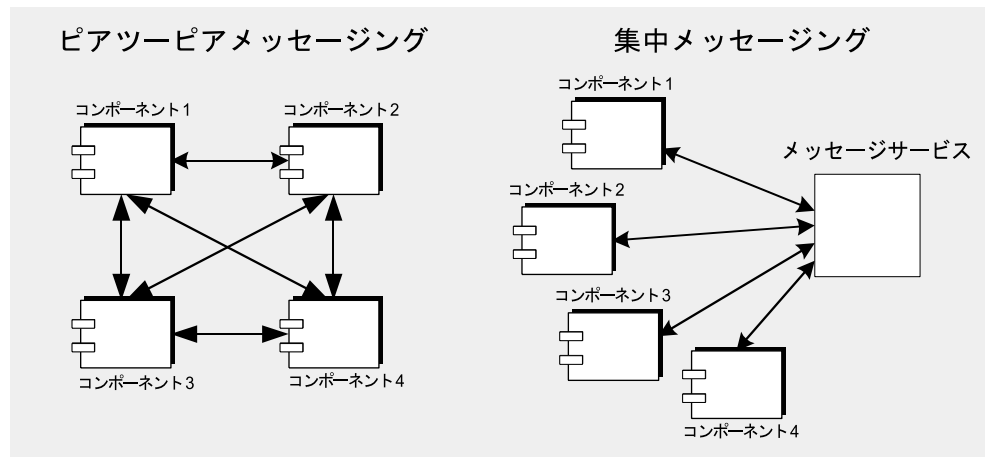 ピアツーピアメッセージング
コンポーネント1
コンポーネント2
コンポーネント3
コンポーネント4
集中メッセージング
コンポーネント1
メッセージサービス
コンポーネント2
コンポーネント3
コンポーネント4